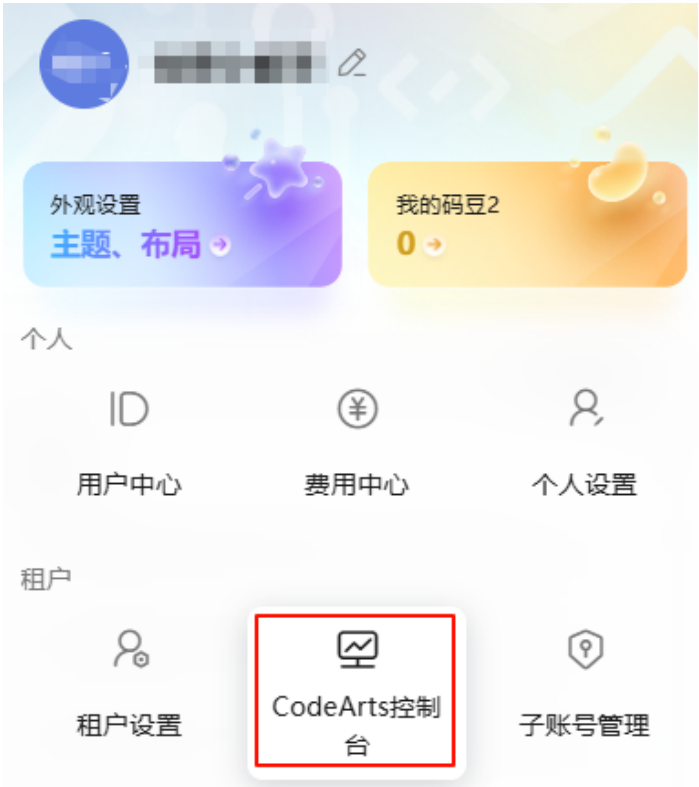 外观设置
主题、布局
我的码豆2
0
个人
用户中心
费用中心
个人设置
租户
租户设置
CodeArts控制
台
子账号管理